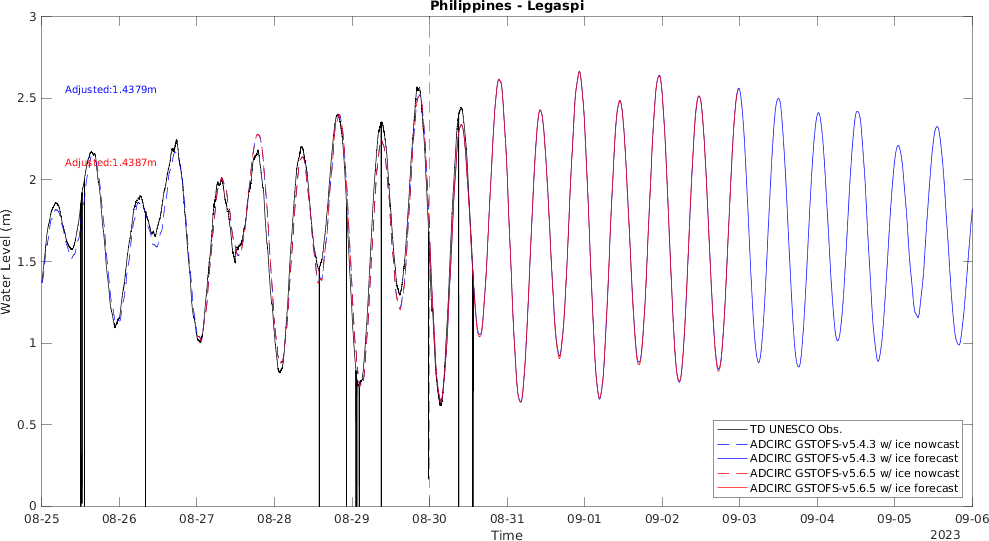 Philippines - Legaspi
3
2.5
2
1.5
1
0.5
0
Water Level (m)
Adjusted:1.4379m
Adjusted:1.4387m
TD UNESCO Obs.
ADCIRC GSTOFS-v5.4.3 w/ ice nowcast
ADCIRC GSTOFS-v5.4.3 w/ ice forecast
ADCIRC GSTOFS-v5.6.5 w/ ice nowcast
ADCIRC GSTOFS-v5.6.5 w/ ice forecast
08-25 08-26 08-27 08-28 08-29 08-30 08-31 09-01 09-02 09-03 09-04 09-05 09-06
Time
2023